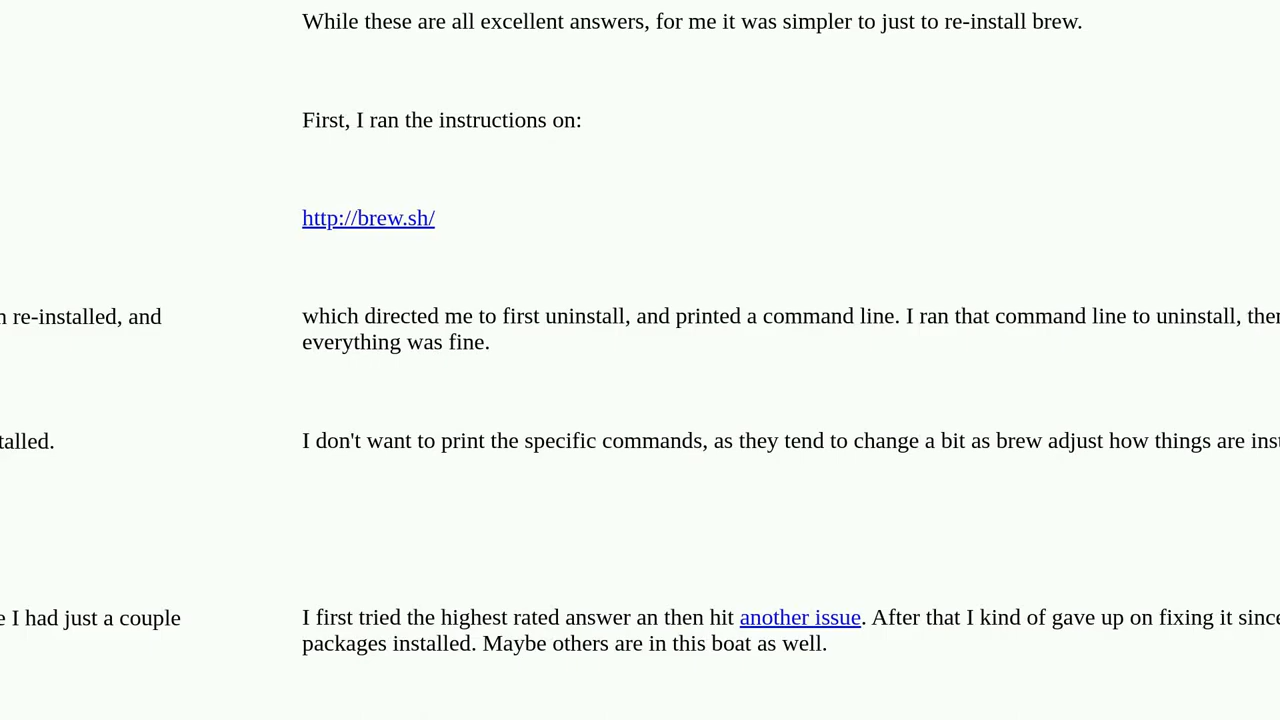 While these are all excellent answers, for me it was simpler to just to re-install brew.
First, I ran the instructions on:
http://brew.sh/
re-installed, and
which directed me to first uninstall, and printed a command line. I ran that command line to uninstall,
everything was fine.
talled.
I don't want to print the specific commands, as they tend to change a bit as brew adjust how things are inst
I had just a couple
I first tried the highest rated answer an then hit another issue. After that I kind of gave up on fixing it since
packages installed. Maybe others are in this boat as well.